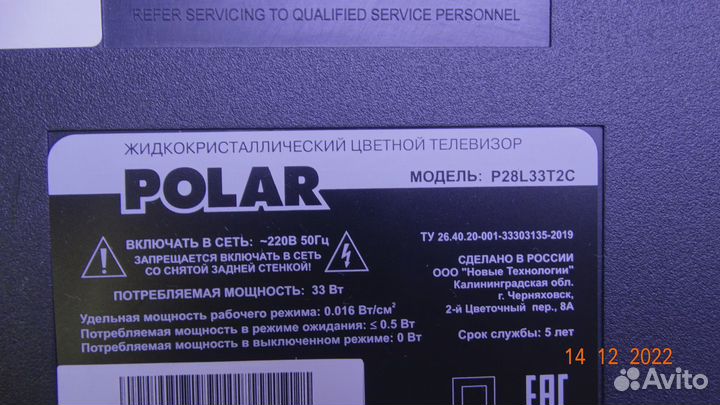 REFER SERVICING TO QUALIFIED SERVICE PERSONNEL
ЖИДКОКРИСТАЛЛИЧЕСКИЙ ЦВЕТНОЙ ТЕЛЕВИЗОР
POLAR
МОДЕЛЬ: P28L33T2C
ВКЛЮЧАТЬ В СЕТЬ: ~220В 50Гц
ЗАПРЕЩАЕТСЯ ВКЛЮЧАТЬ В СЕТЬ
СО СНЯТОЙ ЗАДНЕЙ СТЕНКОЙ!
ПОТРЕБЛЯЕМАЯ МОЩНОСТЬ: 33 Вт
Удельная мощность рабочего режима: 0.016 Вт/см²
Потребляемая мощность в режиме ожидания: ≤ 0.5 Вт
Потребляемая мощность в выключенном режиме: 0 Вт
ТУ 26.40.20-001-33303135-2019
СДЕЛАНО В РОССИИ
ООО "Новые Технологии"
Калининградская обл.
г. Черняховск,
2-й Цветочный пер., 8А
Срок службы: 5 лет
EAC
14 12 2022
Avito